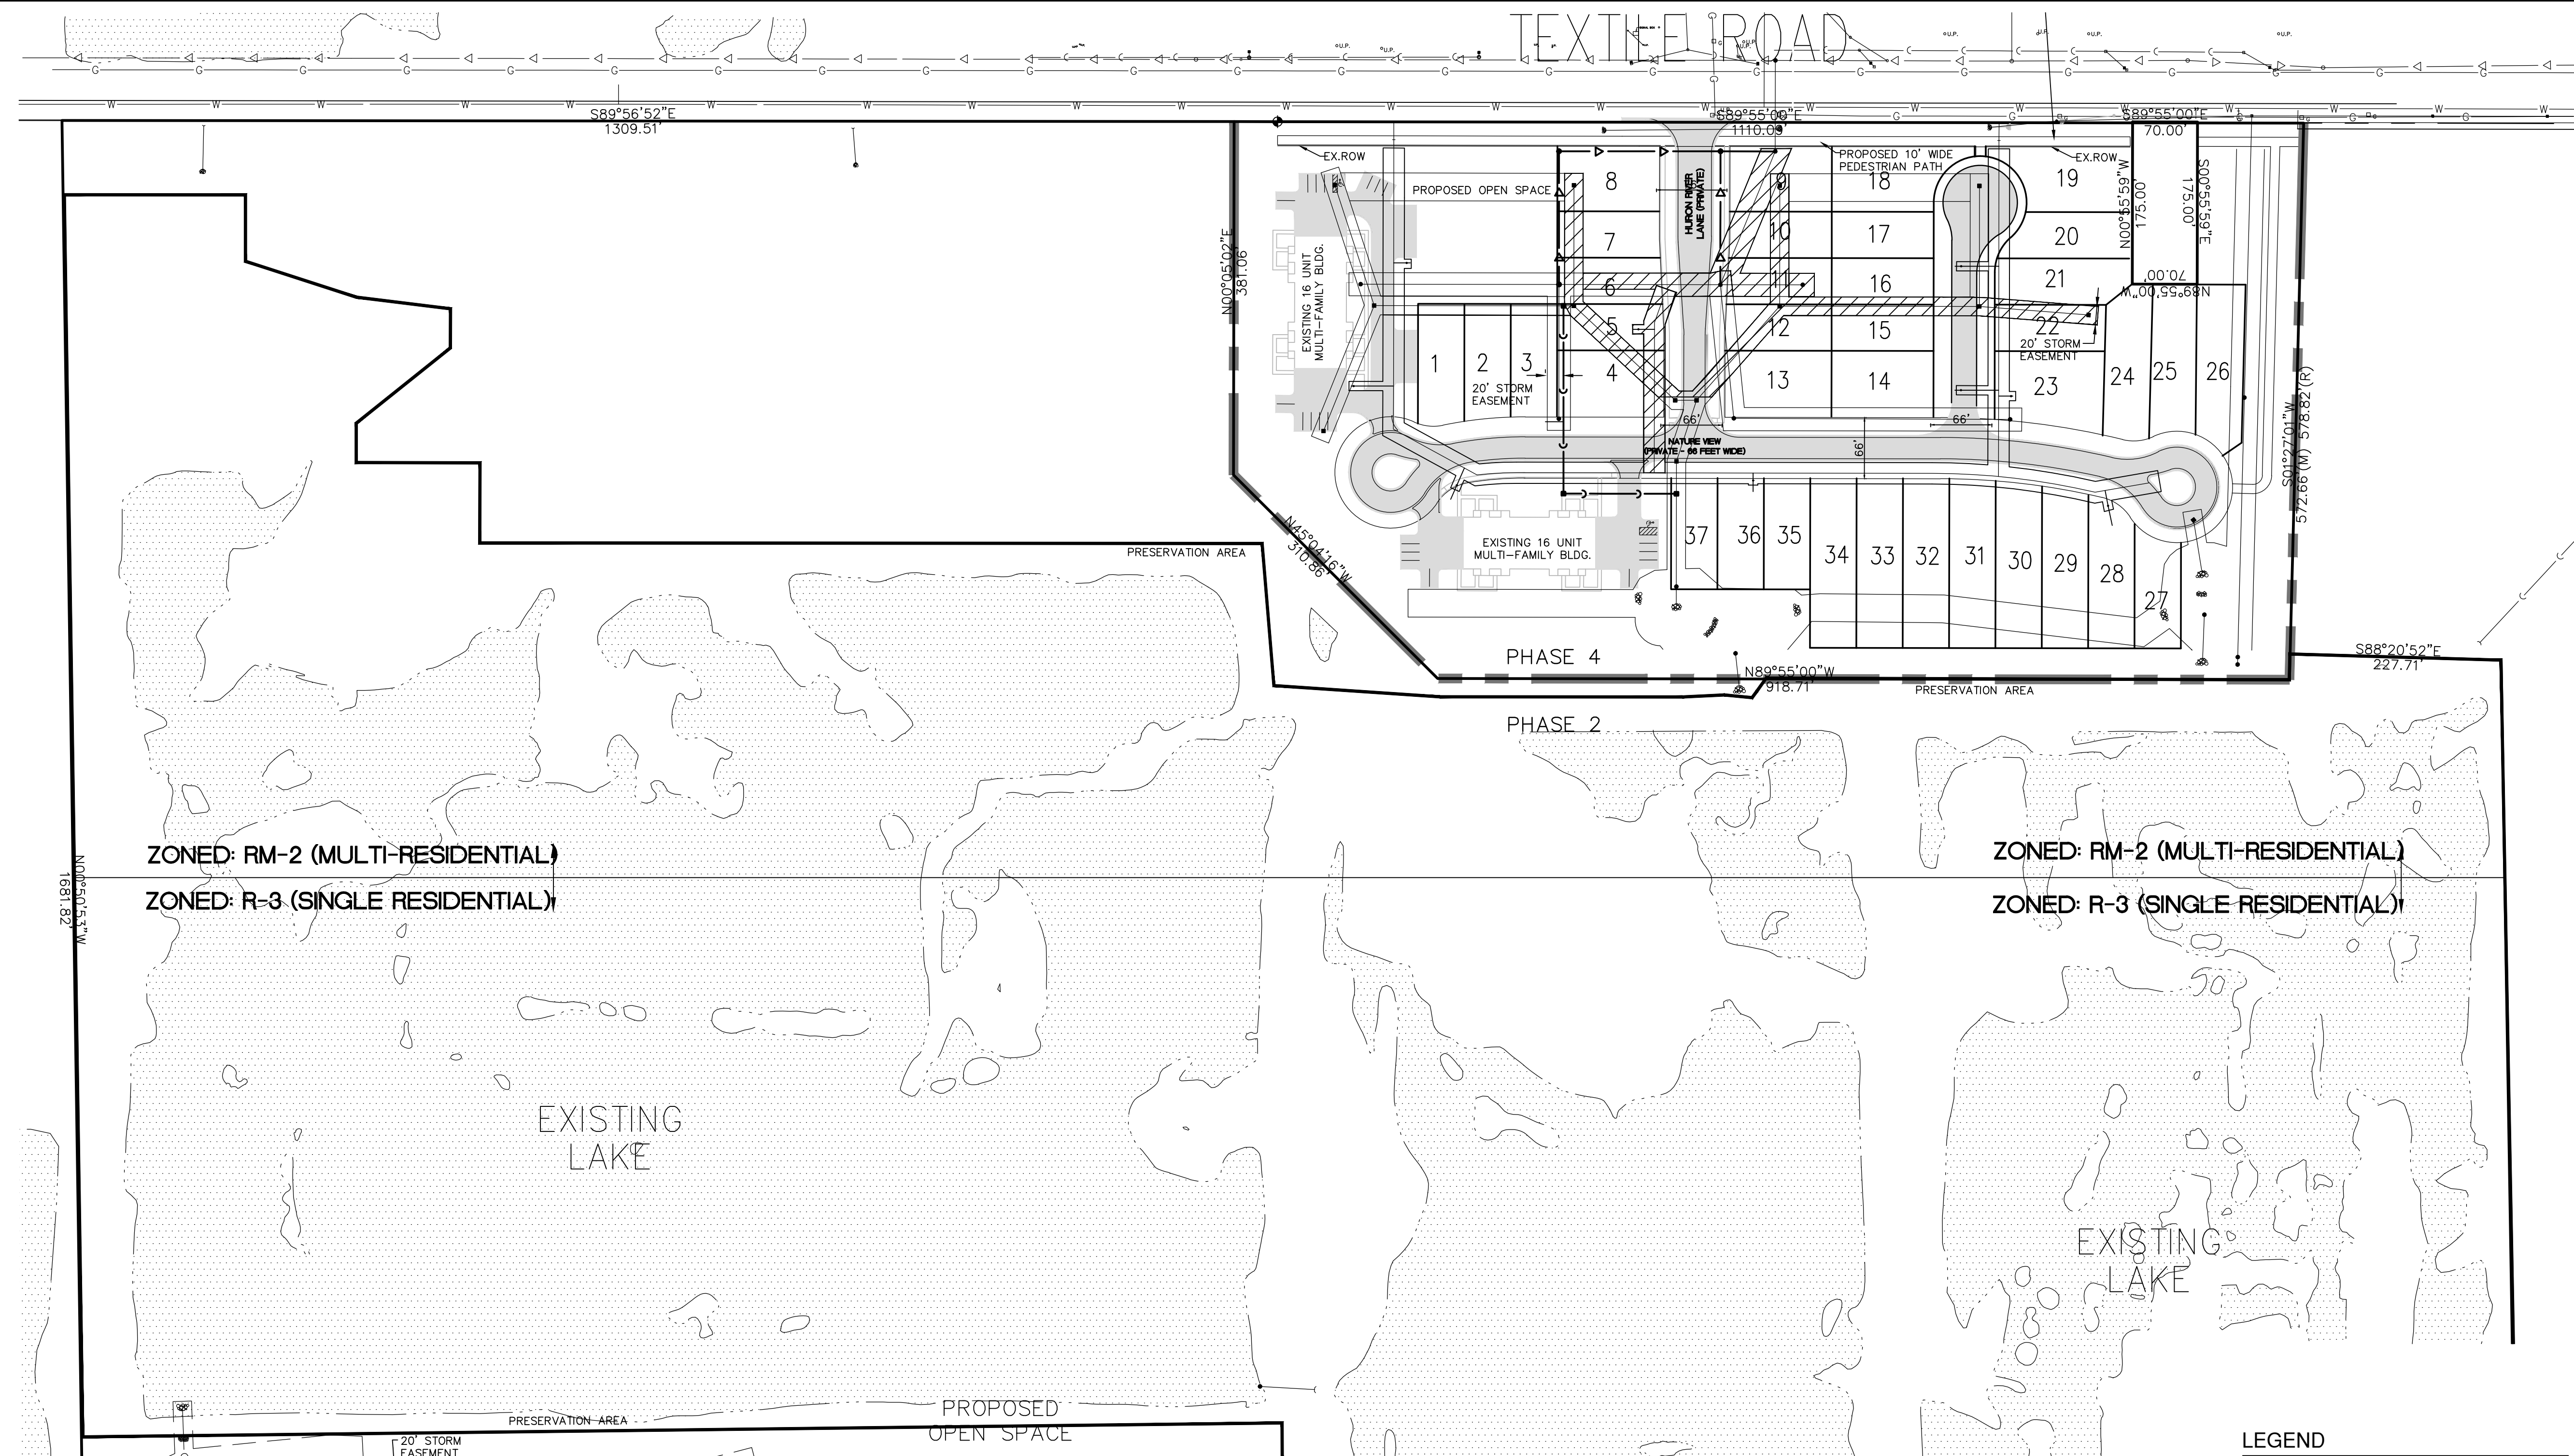 TEXTILE ROAD
U.P.
U.P.
U.P.
U.P.
U.P.
U.P.
U.P.
U.P.
S89°56'52"E
1309.51'
S89°55'00"E
1110.09'
S89°55'00"E
70.00'
EX.ROW
PROPOSED 10' WIDE
PEDESTRIAN PATH
EX.ROW
PROPOSED OPEN SPACE
HURON RIVER
LANE (PRIVATE)
N00°55'59"W
175.00'
175.00'
S00°55'59"E
70.00'
N89°55'00"W
N00°05'02"E
381.06'
EXISTING 16 UNIT
MULTI-FAMILY BLDG.
8
9
18
19
7
10
17
20
6
11
16
21
5
12
15
22
1
2
3
4
13
14
23
24
25
26
20' STORM
EASEMENT
20' STORM
EASEMENT
66'
66'
66'
NATURE VIEW
(PRIVATE - 66 FEET WIDE)
S01°27'01"W
572.66'(M) 578.82'(R)
N45°04'16"W
310.86'
EXISTING 16 UNIT
MULTI-FAMILY BLDG.
37
36
35
34
33
32
31
30
29
28
27
PRESERVATION AREA
PHASE 4
N89°55'00"W
918.71'
PRESERVATION AREA
S88°20'52"E
227.71'
PHASE 2
ZONED: RM-2 (MULTI-RESIDENTIAL)
ZONED: R-3 (SINGLE RESIDENTIAL)
ZONED: RM-2 (MULTI-RESIDENTIAL)
ZONED: R-3 (SINGLE RESIDENTIAL)
N00°50'53"W
1681.82'
EXISTING
LAKE
EXISTING
LAKE
PRESERVATION AREA
PROPOSED
OPEN SPACE
20' STORM
EASEMENT
LEGEND